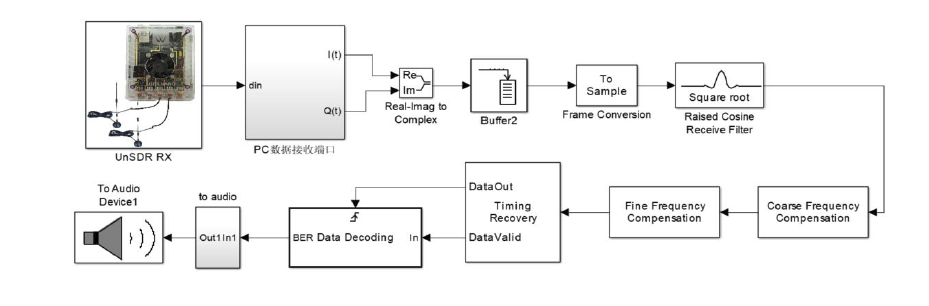 UnSDR RX
din
I(t)
Q(t)
PC数据接收端口
Re
Im
Real-Imag to
Complex
Buffer2
To
Sample
Frame Conversion
Square root
Raised Cosine
Receive Filter
Coarse Frequency
Compensation
Fine Frequency
Compensation
DataOut
Timing
Recovery
DataValid
BER Data Decoding
In
to audio
Out1In1
To Audio
Device1